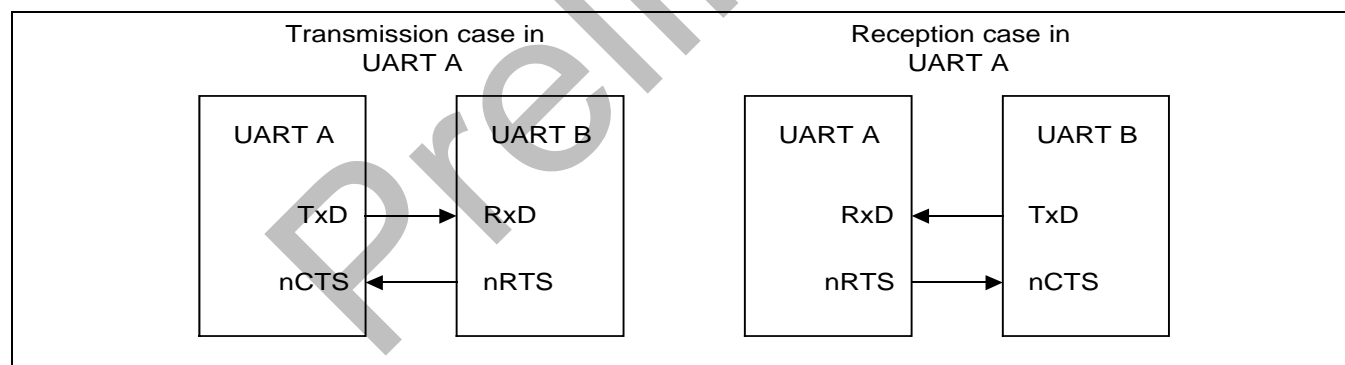 Transmission case in
UART A
Reception case in
UART A
UART A
UART B
TxD
RxD
nCTS
nRTS
UART A
UART B
RxD
TxD
nRTS
nCTS
Preli